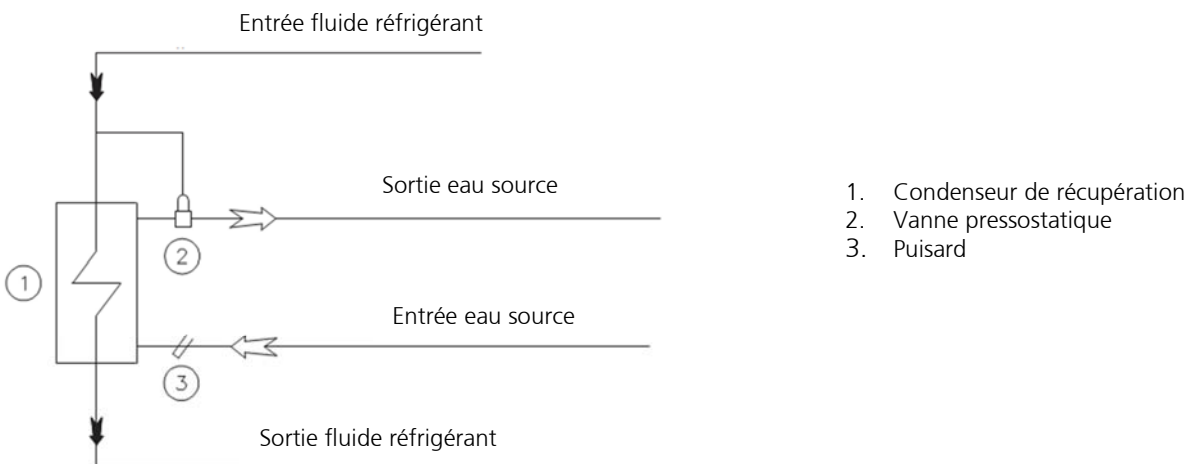 Entrée fluide réfrigérant
Sortie eau source
2
1
Entrée eau source
3
Sortie fluide réfrigérant
1. Condenseur de récupération
2. Vanne pressostatique
3. Puisard